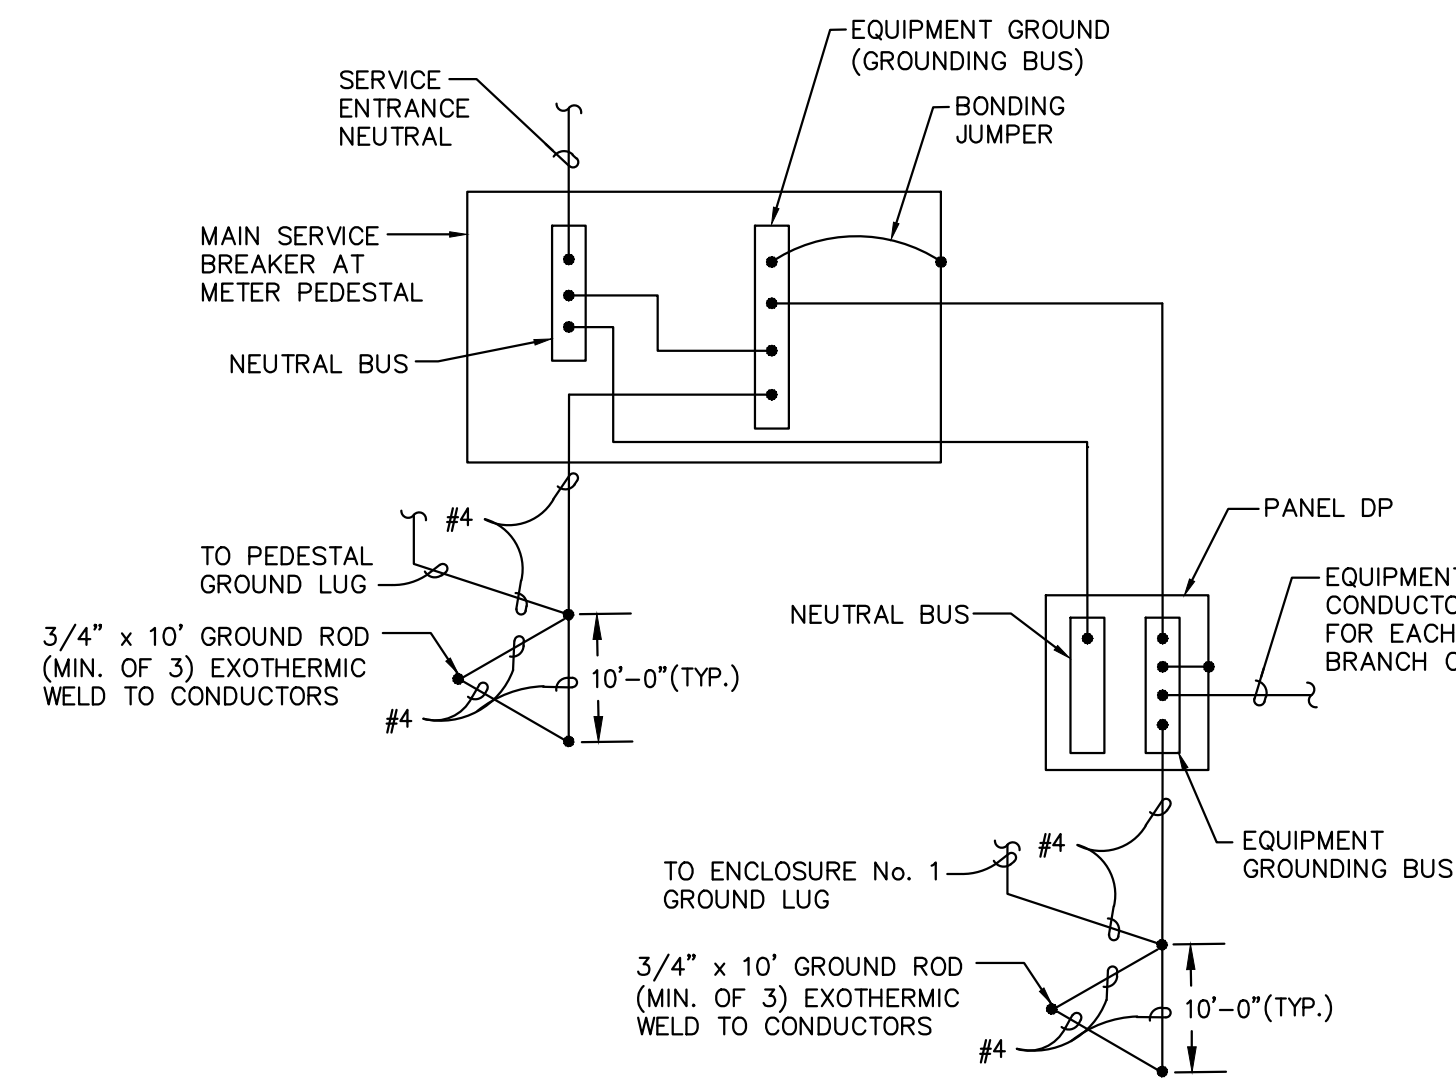 EQUIPMENT GROUND
(GROUNDING BUS)
SERVICE
ENTRANCE
NEUTRAL
BONDING
JUMPER
MAIN SERVICE
BREAKER AT
METER PEDESTAL
NEUTRAL BUS
#4
TO PEDESTAL
GROUND LUG
3/4" x 10' GROUND ROD
(MIN. OF 3) EXOTHERMIC
WELD TO CONDUCTORS
#4
10'-0"(TYP.)
PANEL DP
NEUTRAL BUS
EQUIPMENT
CONDUCTO
FOR EACH
BRANCH C
#4
EQUIPMENT
GROUNDING BUS
TO ENCLOSURE No. 1
GROUND LUG
3/4" x 10' GROUND ROD
(MIN. OF 3) EXOTHERMIC
WELD TO CONDUCTORS
#4
10'-0"(TYP.)